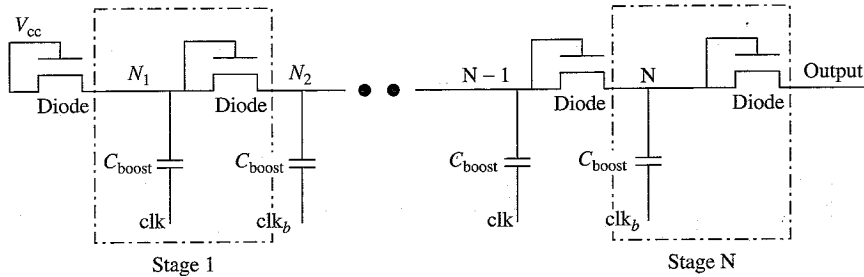 V_cc
N_1
N_2
N − 1
N
Output
Diode
Diode
Diode
Diode
C_boost
C_boost
C_boost
C_boost
clk
clk_b
clk
clk_b
Stage 1
Stage N